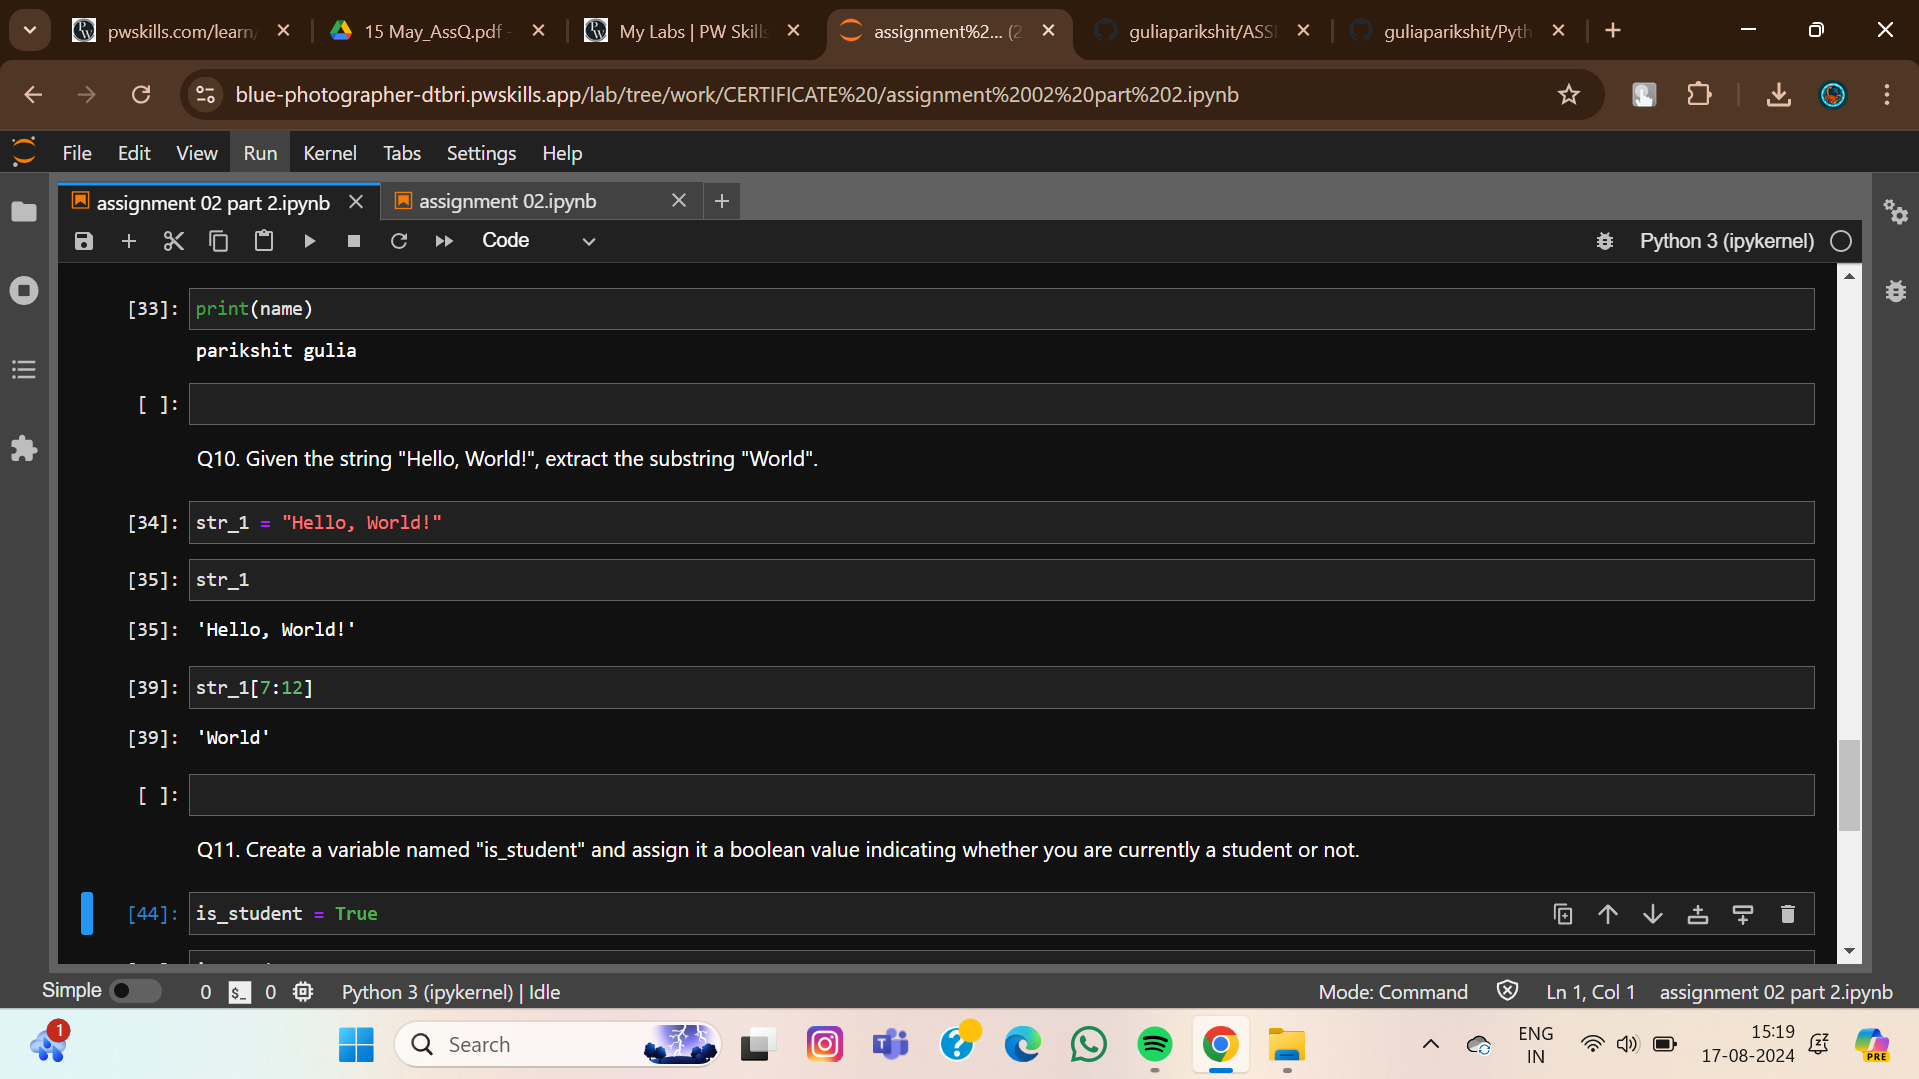 pwskills.com/learn/
15 May_AssQ.pdf -
My Labs | PW Skills
assignment%2... (2
guliaparikshit/ASSI
guliaparikshit/Pyth
blue-photographer-dtbri.pwskills.app/lab/tree/work/CERTIFICATE%20/assignment%2002%20part%202.ipynb
File Edit View Run Kernel Tabs Settings Help
assignment 02 part 2.ipynb
assignment 02.ipynb
Code
Python 3 (ipykernel)
[33]: print(name)
parikshit gulia
[ ]:
Q10. Given the string "Hello, World!", extract the substring "World".
[34]: str_1 = "Hello, World!"
[35]: str_1
[35]: 'Hello, World!'
[39]: str_1[7:12]
[39]: 'World'
[ ]:
Q11. Create a variable named "is_student" and assign it a boolean value indicating whether you are currently a student or not.
[44]: is_student = True
Simple 0 $_ 0 Python 3 (ipykernel) | Idle
Mode: Command Ln 1, Col 1 assignment 02 part 2.ipynb
1
Search
ENG
IN
15:19
17-08-2024
PRE